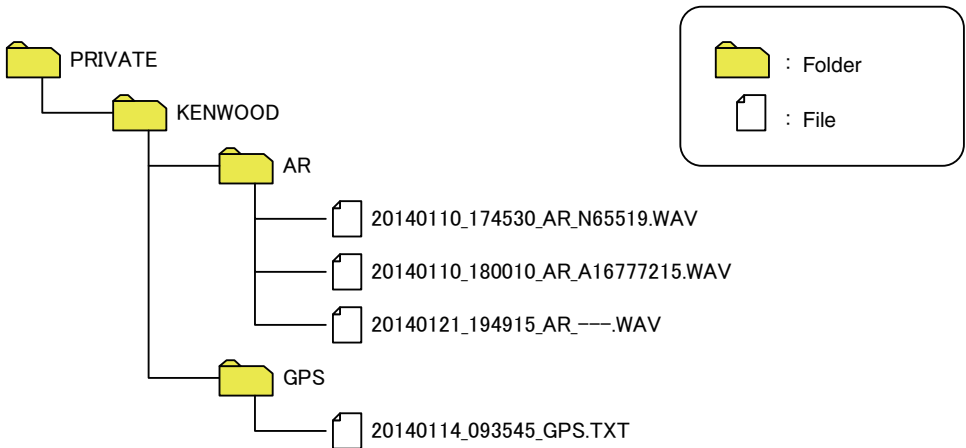 PRIVATE
KENWOOD
AR
20140110_174530_AR_N65519.WAV
20140110_180010_AR_A16777215.WAV
20140121_194915_AR_---.WAV
GPS
20140114_093545_GPS.TXT
: Folder
: File